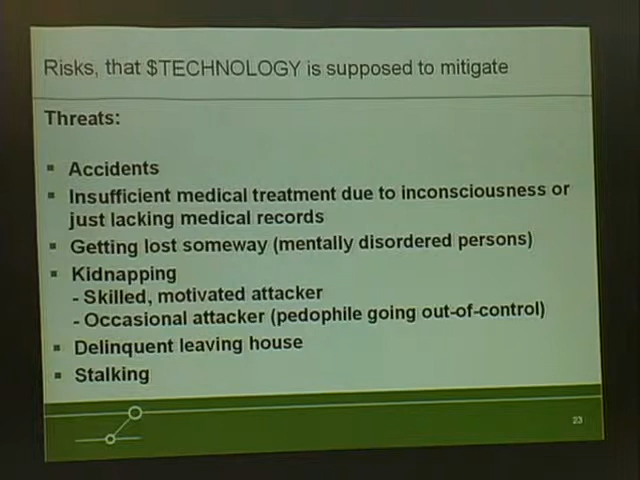 Risks, that $TECHNOLOGY is supposed to mitigate
Threats:
▪ Accidents
▪ Insufficient medical treatment due to inconsciousness or
just lacking medical records
▪ Getting lost someway (mentally disordered persons)
▪ Kidnapping
- Skilled, motivated attacker
- Occasional attacker (pedophile going out-of-control)
▪ Delinquent leaving house
▪ Stalking
23